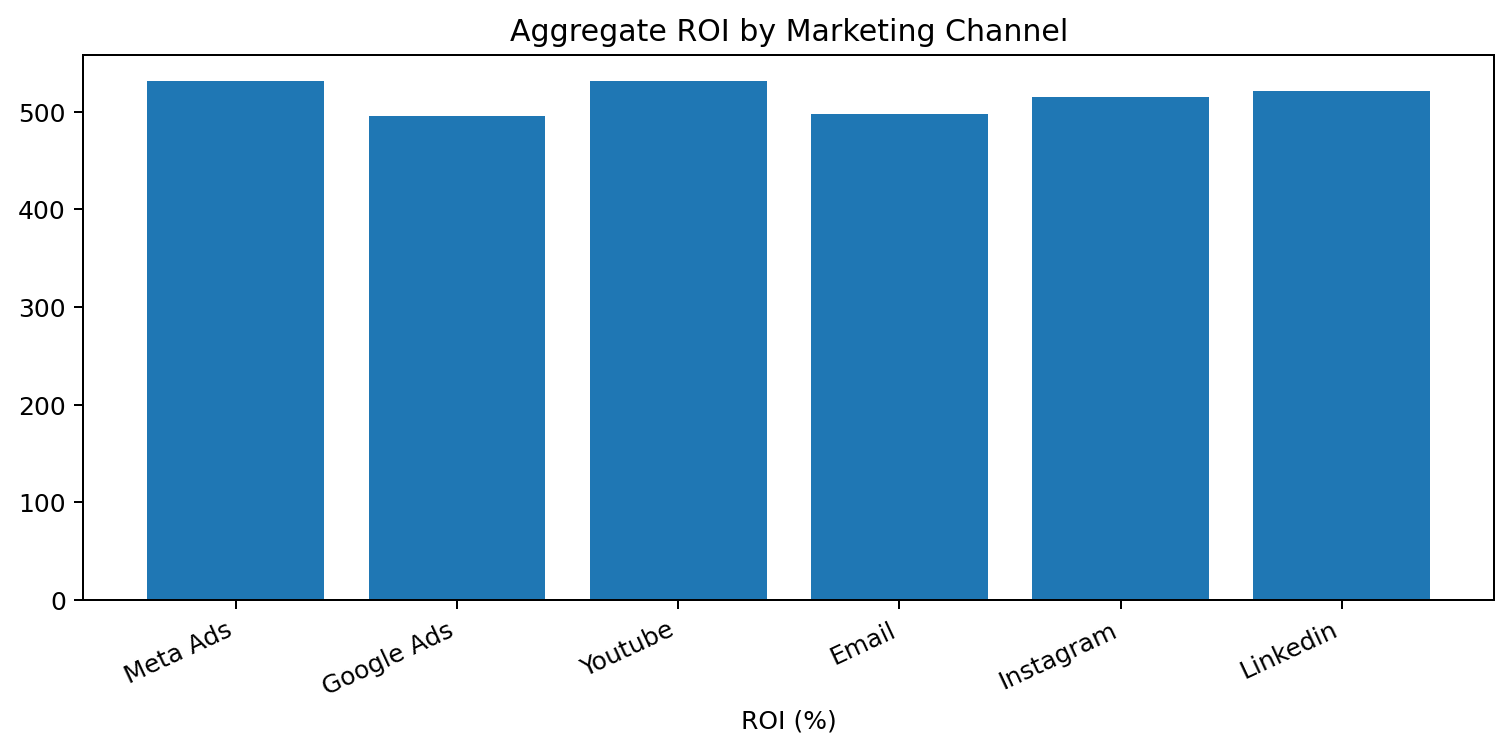 Aggregate ROI by Marketing Channel
500
400
300
200
100
0
Meta Ads
Google Ads
Youtube
Email
Instagram
Linkedin
ROI (%)